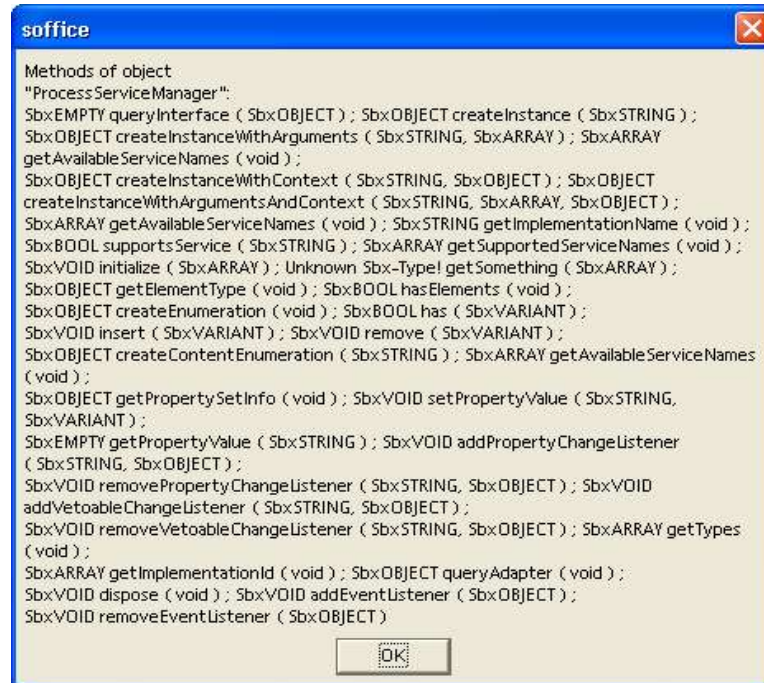 soffice
Methods of object
"ProcessServiceManager":
SbxEMPTY queryInterface ( SbxOBJECT ) ; SbxOBJECT createInstance ( SbxSTRING ) ;
SbxOBJECT createInstanceWithArguments ( SbxSTRING, SbxARRAY ) ; SbxARRAY
getAvailableServiceNames ( void ) ;
SbxOBJECT createInstanceWithContext ( SbxSTRING, SbxOBJECT ) ; SbxOBJECT
createInstanceWithArgumentsAndContext ( SbxSTRING, SbxARRAY, SbxOBJECT ) ;
SbxARRAY getAvailableServiceNames ( void ) ; SbxSTRING getImplementationName ( void ) ;
SbxBOOL supportsService ( SbxSTRING ) ; SbxARRAY getSupportedServiceNames ( void ) ;
SbxVOID initialize ( SbxARRAY ) ; Unknown Sbx-Type! getSomething ( SbxARRAY ) ;
SbxOBJECT getElementType ( void ) ; SbxBOOL hasElements ( void ) ;
SbxOBJECT createEnumeration ( void ) ; SbxBOOL has ( SbxVARIANT ) ;
SbxVOID insert ( SbxVARIANT ) ; SbxVOID remove ( SbxVARIANT ) ;
SbxOBJECT createContentEnumeration ( SbxSTRING ) ; SbxARRAY getAvailableServiceNames
( void ) ;
SbxOBJECT getPropertySetInfo ( void ) ; SbxVOID setPropertyValue ( SbxSTRING,
SbxVARIANT ) ;
SbxEMPTY getPropertyValue ( SbxSTRING ) ; SbxVOID addPropertyChangeListener
( SbxSTRING, SbxOBJECT ) ;
SbxVOID removePropertyChangeListener ( SbxSTRING, SbxOBJECT ) ; SbxVOID
addVetoableChangeListener ( SbxSTRING, SbxOBJECT ) ;
SbxVOID removeVetoableChangeListener ( SbxSTRING, SbxOBJECT ) ; SbxARRAY getTypes
( void ) ;
SbxARRAY getImplementationId ( void ) ; SbxOBJECT queryAdapter ( void ) ;
SbxVOID dispose ( void ) ; SbxVOID addEventListener ( SbxOBJECT ) ;
SbxVOID removeEventListener ( SbxOBJECT )
OK